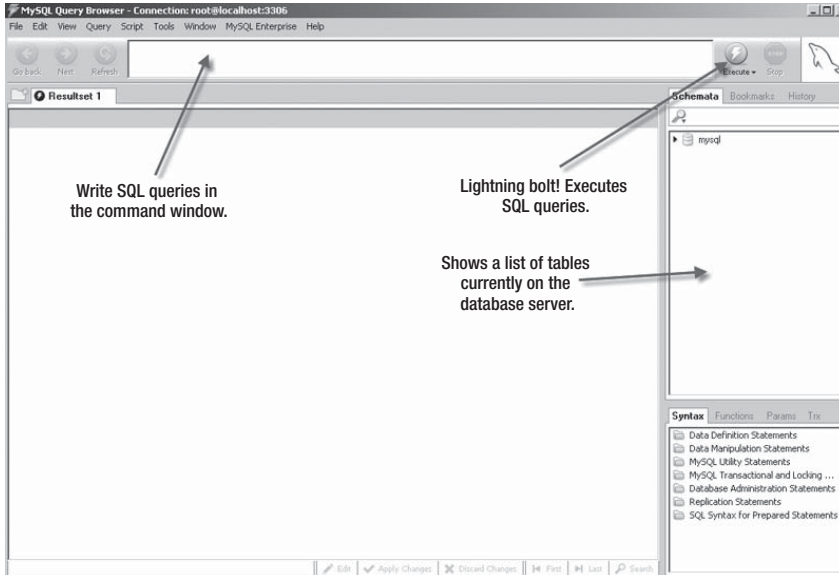 MySQL Query Browser - Connection: root@localhost:3306
File Edit View Query Script Tools Window MySQL Enterprise Help
Go back Next Refresh Execute Stop
Resultset 1
Schemata Bookmarks History
mysql
Write SQL queries in
the command window.
Lightning bolt! Executes
SQL queries.
Shows a list of tables
currently on the
database server.
Syntax Functions Params Trx
Data Definition Statements
Data Manipulation Statements
MySQL Utility Statements
MySQL Transactional and Locking ...
Database Administration Statements
Replication Statements
SQL Syntax for Prepared Statements
Edit Apply Changes Discard Changes First Last Search